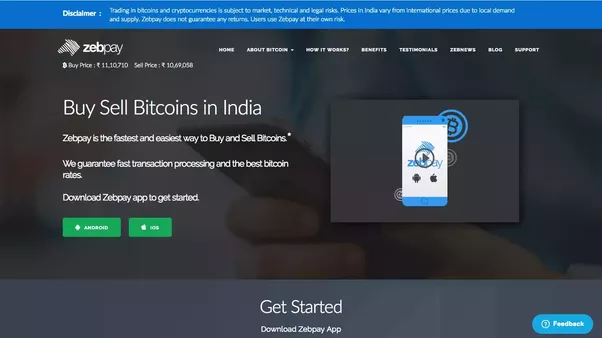 Disclaimer :
Trading in bitcoins and cryptocurrencies is subject to market, technical and legal risks. Prices in India vary from international prices due to local demand
and supply. Zebpay does not guarantee any returns. Users use Zebpay at their own risk.
zebpay
HOME ABOUT BITCOIN HOW IT WORKS? BENEFITS TESTIMONIALS ZEBNEWS BLOG SUPPORT
Buy Price : ₹ 11,10,710 Sell Price : ₹ 10,69,058
Buy Sell Bitcoins in India
Zebpay is the fastest and easiest way to Buy and Sell Bitcoins.*
We guarantee fast transaction processing and the best bitcoin
rates.
Download Zebpay app to get started.
ANDROID
iOS
zebpay
Get Started
Download Zebpay App
Feedback